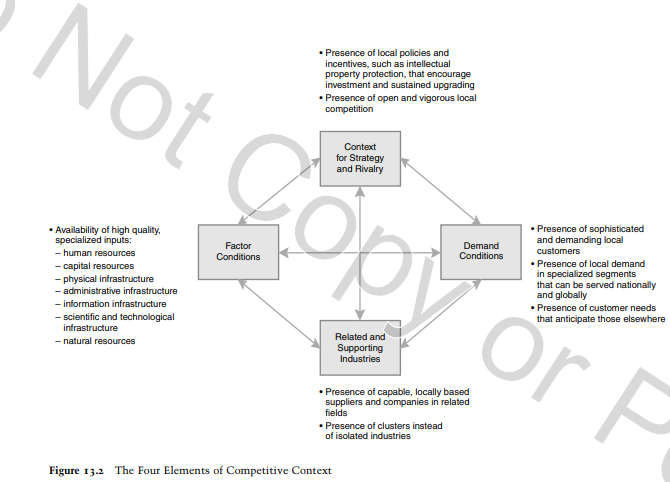 • Presence of local policies and
incentives, such as intellectual
property protection, that encourage
investment and sustained upgrading
• Presence of open and vigorous local
competition
Context
for Strategy
and Rivalry
• Availability of high quality,
specialized inputs:
– human resources
– capital resources
– physical infrastructure
– administrative infrastructure
– information infrastructure
– scientific and technological
infrastructure
– natural resources
Factor
Conditions
Demand
Conditions
• Presence of sophisticated
and demanding local
customers
• Presence of local demand
in specialized segments
that can be served nationally
and globally
• Presence of customer needs
that anticipate those elsewhere
Related and
Supporting
Industries
• Presence of capable, locally based
suppliers and companies in related
fields
• Presence of clusters instead
of isolated industries
Figure 13.2 The Four Elements of Competitive Context
Not Copy or